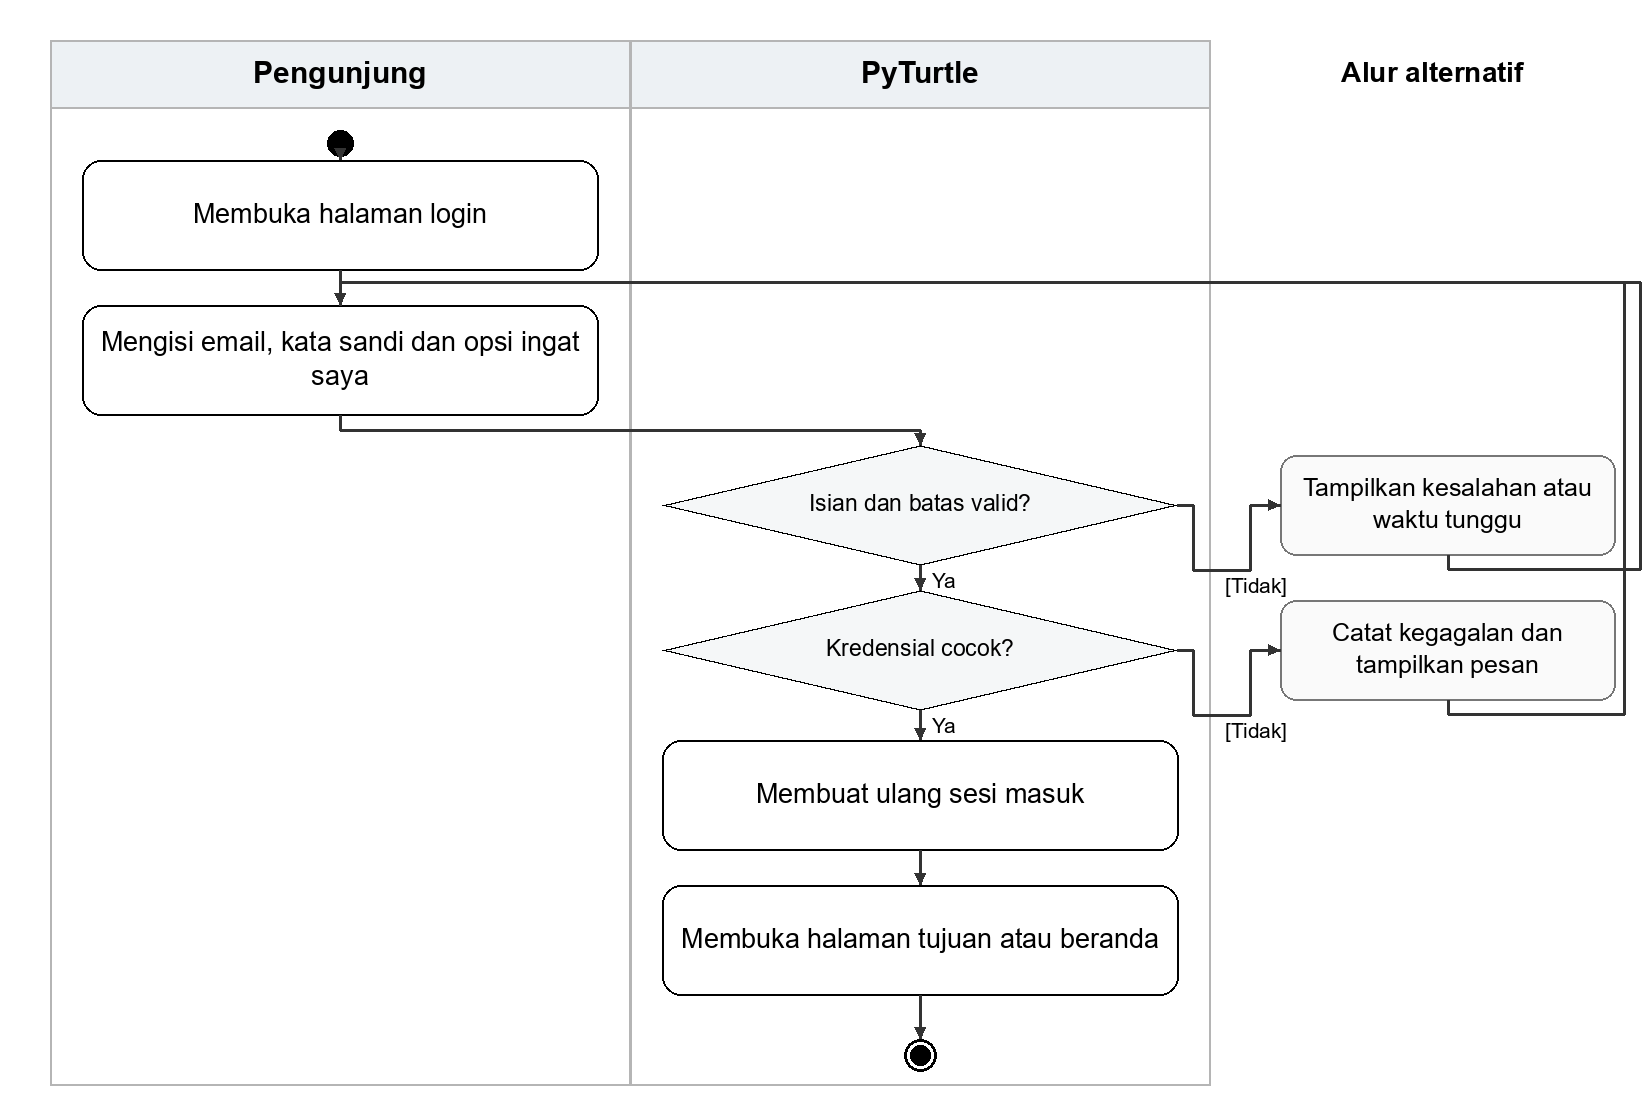 Pengunjung
PyTurtle
Alur alternatif
Membuka halaman login
Mengisi email, kata sandi dan opsi ingat
saya
Isian dan batas valid?
Tampilkan kesalahan atau
waktu tunggu
Ya
[Tidak]
Kredensial cocok?
Catat kegagalan dan
tampilkan pesan
Ya
[Tidak]
Membuat ulang sesi masuk
Membuka halaman tujuan atau beranda